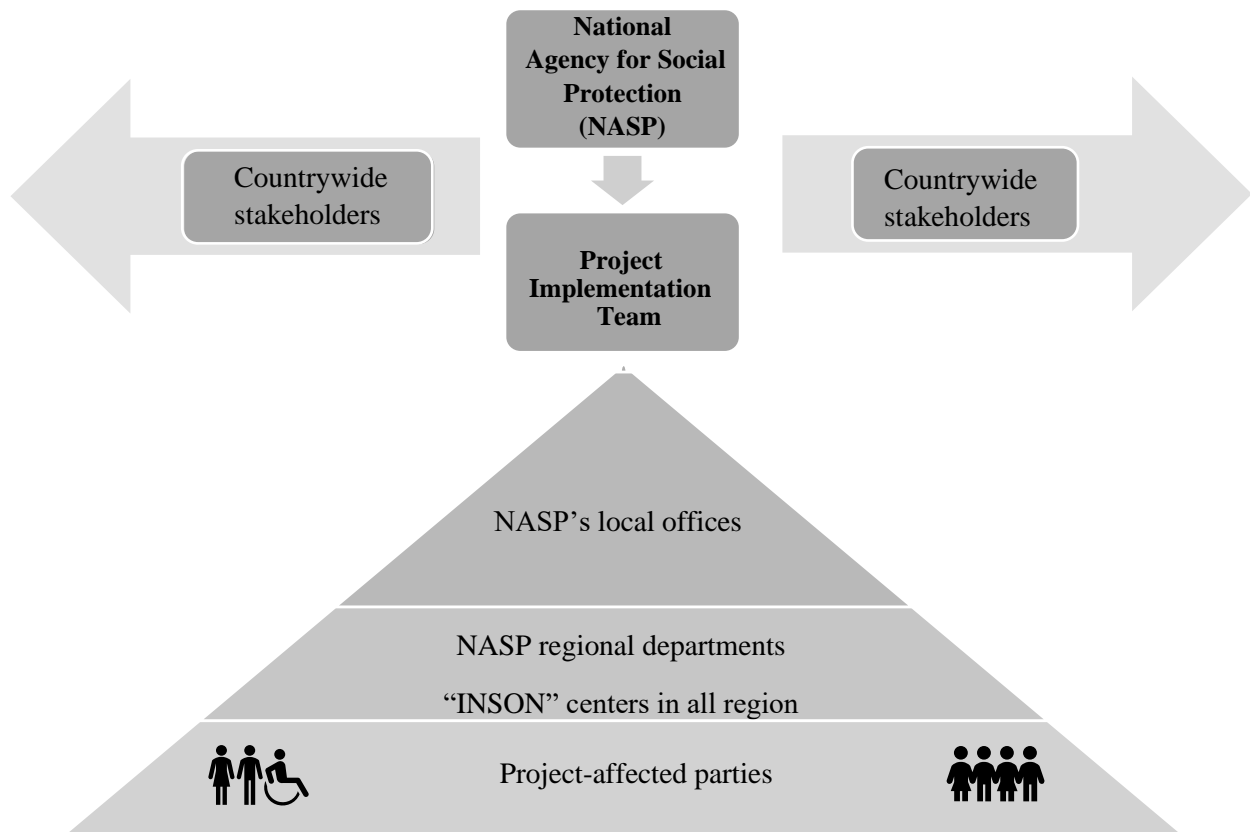 National
Agency for Social
Protection
(NASP)
Countrywide
stakeholders
Countrywide
stakeholders
Project
Implementation
Team
NASP’s local offices
NASP regional departments
“INSON” centers in all region
Project-affected parties